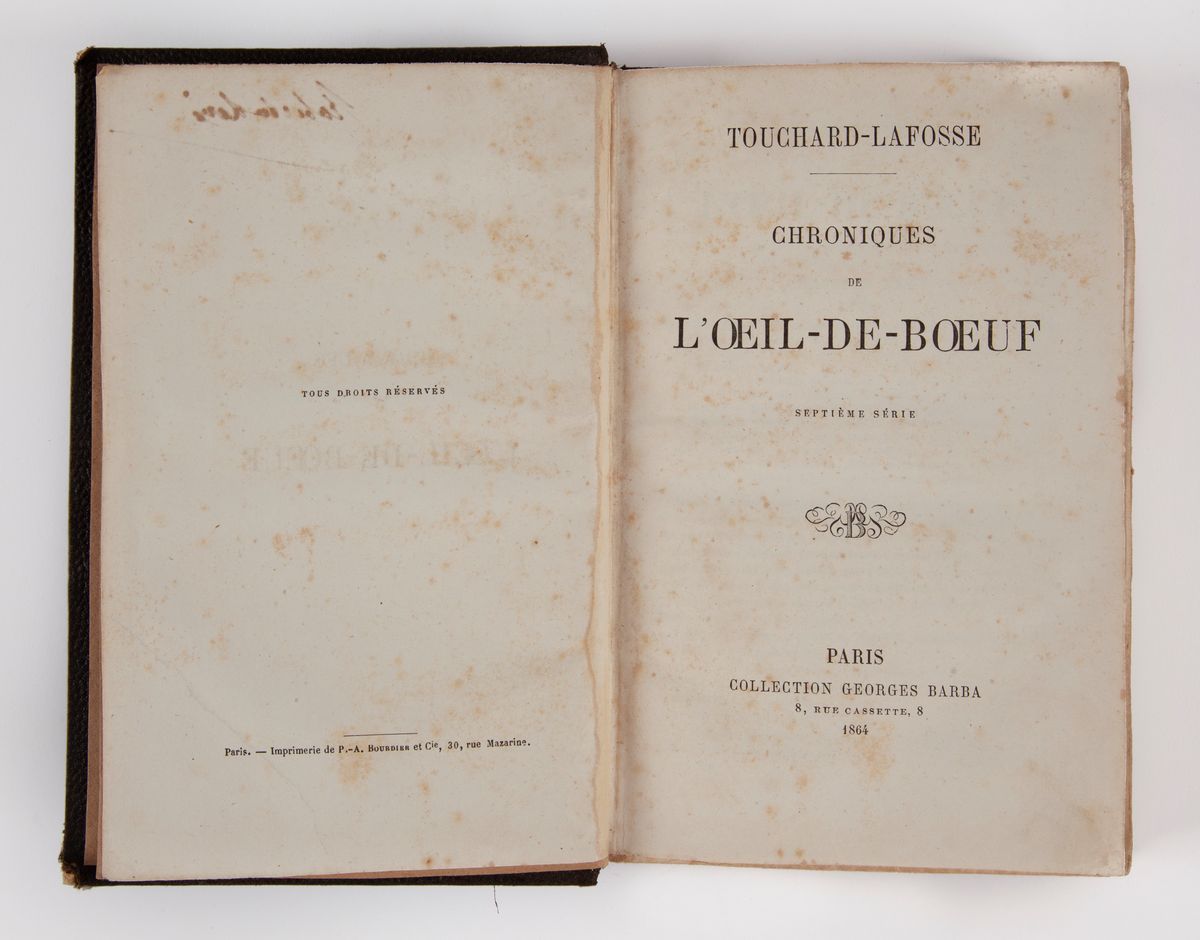 TOUS DROITS RÉSERVÉS
Paris. — Imprimerie de P.-A. BOURDIER et Cie, 30, rue Mazarine.
TOUCHARD-LAFOSSE
CHRONIQUES
DE
L'ŒIL-DE-BŒUF
SEPTIÈME SÉRIE
PARIS
COLLECTION GEORGES BARBA
8, RUE CASSETTE, 8
1864